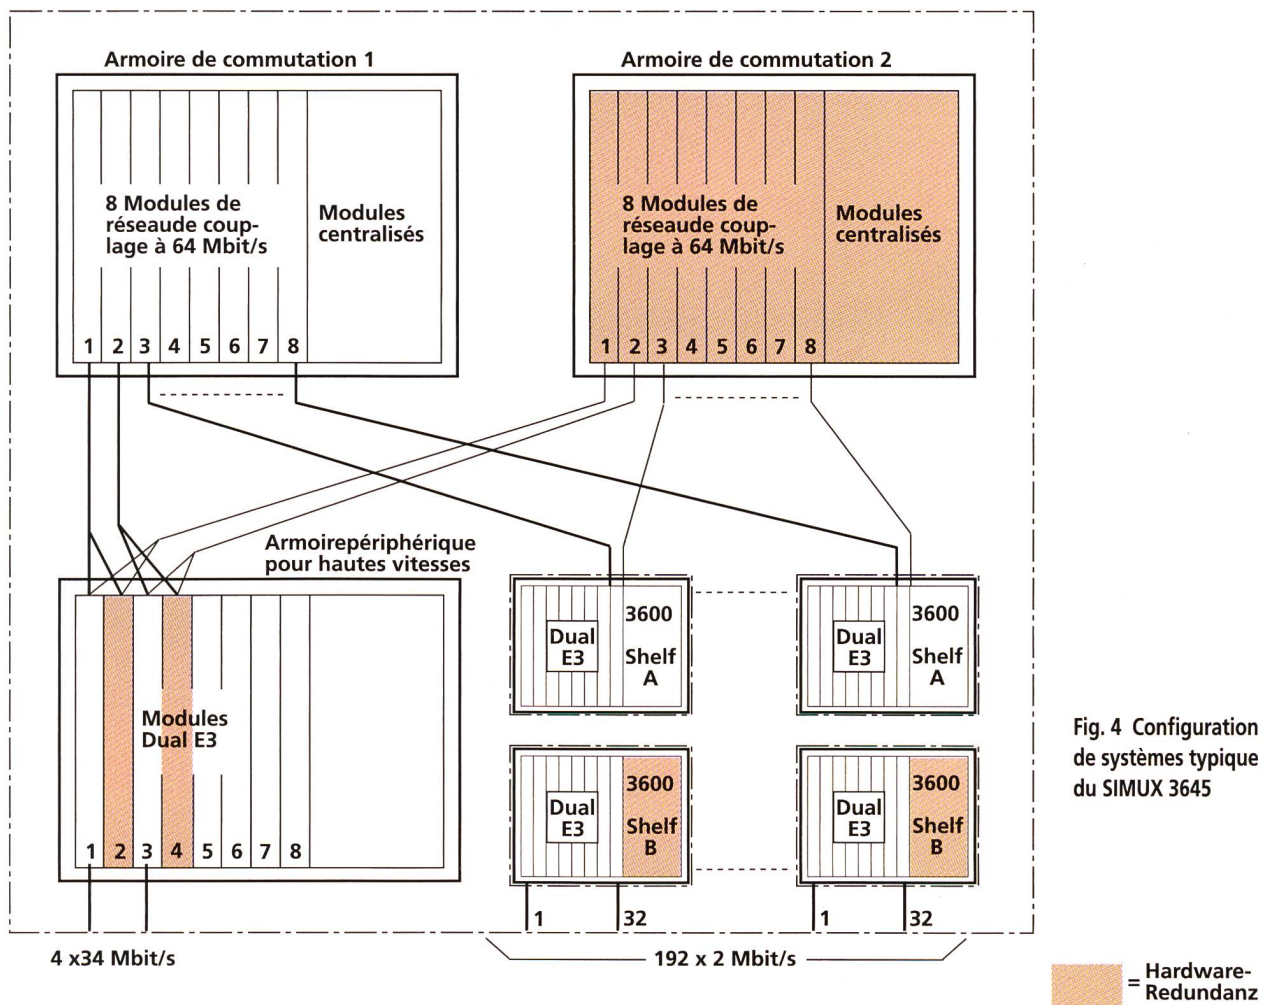 Armoire de commutation 1
Armoire de commutation 2
8 Modules de
réseaude coup-
lage à 64 Mbit/s
Modules
centralisés
1 2 3 4 5 6 7 8
8 Modules de
réseaude coup-
lage à 64 Mbit/s
Modules
centralisés
1 2 3 4 5 6 7 8
Armoirepériphérique
pour hautes vitesses
Modules
Dual E3
1 2 3 4 5 6 7 8
4 x34 Mbit/s
Dual
E3
3600
Shelf
A
Dual
E3
3600
Shelf
A
Dual
E3
3600
Shelf
B
Dual
E3
3600
Shelf
B
1 32
1 32
192 x 2 Mbit/s
Fig. 4 Configuration
de systèmes typique
du SIMUX 3645
= Hardware-
Redundanz